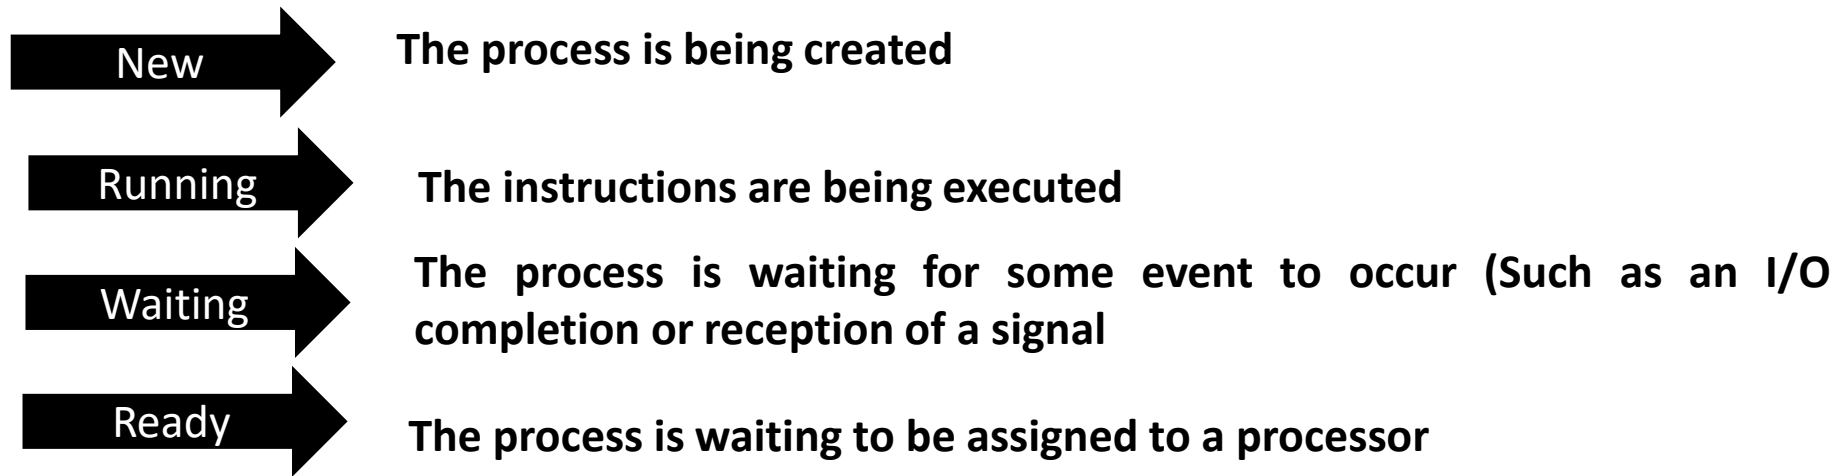 New
The process is being created
Running
The instructions are being executed
Waiting
The process is waiting for some event to occur (Such as an I/O
completion or reception of a signal
Ready
The process is waiting to be assigned to a processor